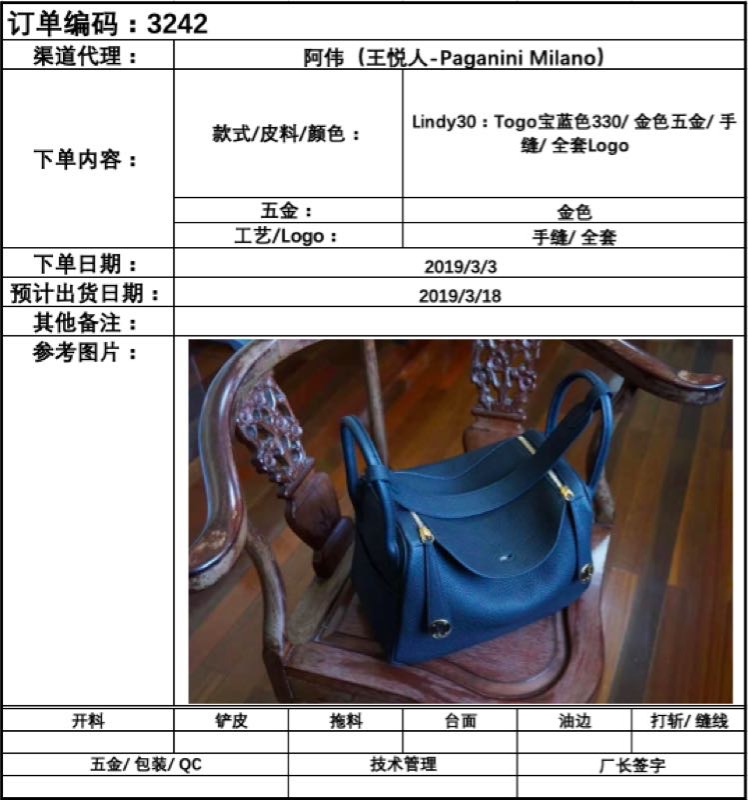 订单编码：3242
渠道代理：
阿伟（王悦人-Paganini Milano）
下单内容：
款式/皮料/颜色：
Lindy30：Togo宝蓝色330/ 金色五金/ 手
缝/ 全套Logo
五金：
金色
工艺/Logo：
手缝/ 全套
下单日期：
2019/3/3
预计出货日期：
2019/3/18
其他备注：
参考图片：
开料
铲皮
拖料
台面
油边
打斩/ 缝线
五金/ 包装/ QC
技术管理
厂长签字